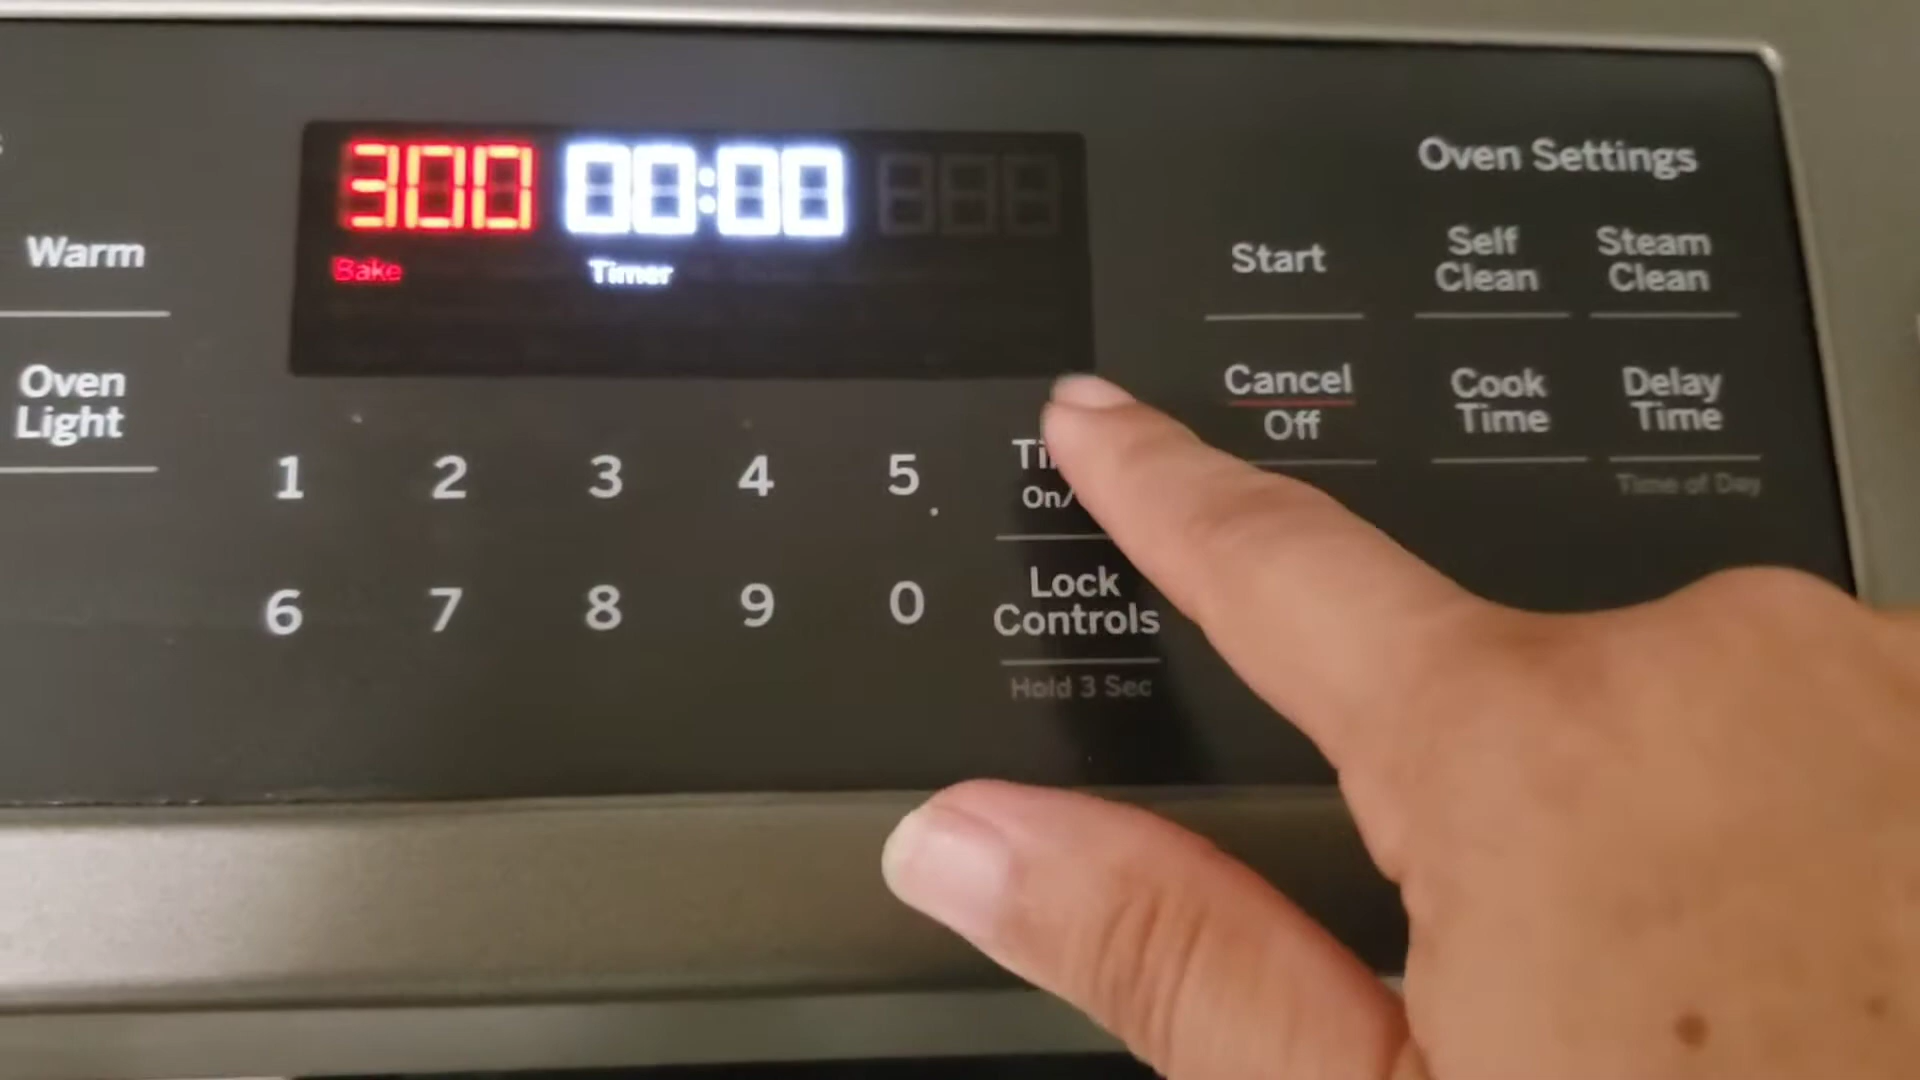 300 00:00
Bake Timer
Warm
Oven
Light
1 2 3 4 5
6 7 8 9 0
On/
Lock
Controls
Hold 3 Sec
Start
Cancel
Off
Oven Settings
Self
Clean
Steam
Clean
Cook
Time
Delay
Time
Time of Day